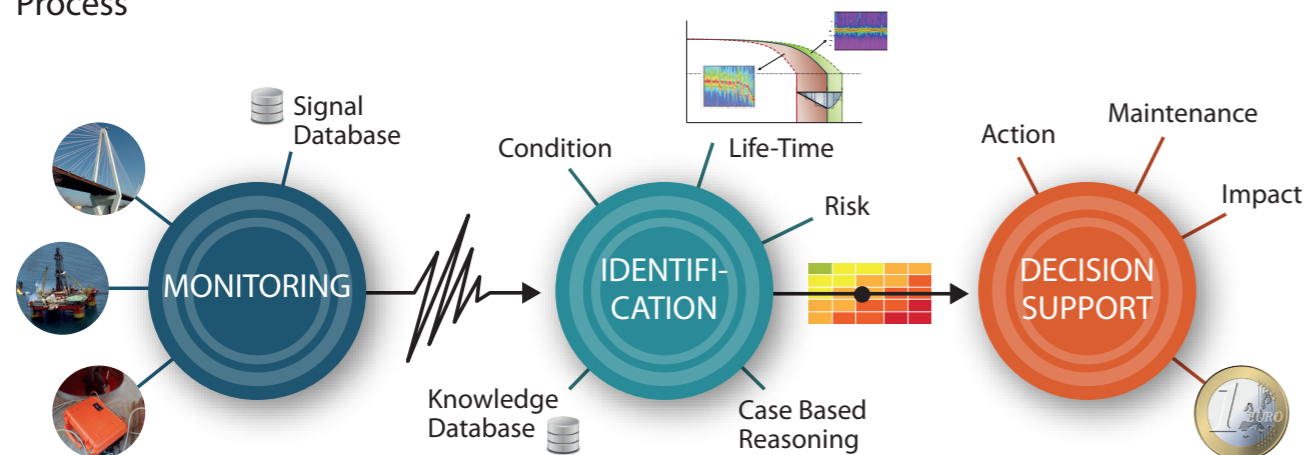 Process
Signal
Database
MONITORING
Condition
Life-Time
Risk
IDENTIFI-
CATION
Knowledge
Database
Case Based
Reasoning
Action
Maintenance
Impact
DECISION
SUPPORT
1
EURO